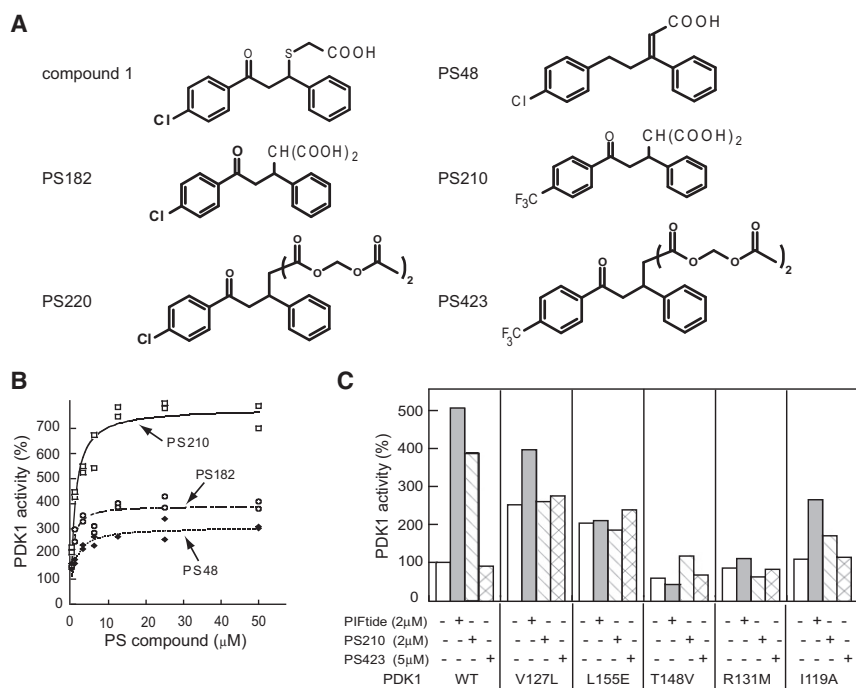 A
compound 1
O
S
COOH
Cl
PS48
COOH
Cl
PS182
O
CH(COOH)2
Cl
PS210
O
CH(COOH)2
F3C
PS220
O
( O O O O )2
Cl
PS423
O
( O O O O )2
F3C
B
PDK1 activity (%)
700
600
500
400
300
200
100
0
0 10 20 30 40 50
PS compound (μM)
PS210
PS182
PS48
C
PDK1 activity (%)
500
400
300
200
100
0
PIFtide (2μM) - + - - - + - - - + - - - + - - - + - - - + - -
PS210 (2μM) - - + - - - + - - - + - - - + - - - + - - - + -
PS423 (5μM) - - - + - - - + - - - + - - - + - - - + - - - +
PDK1 WT V127L L155E T148V R131M I119A